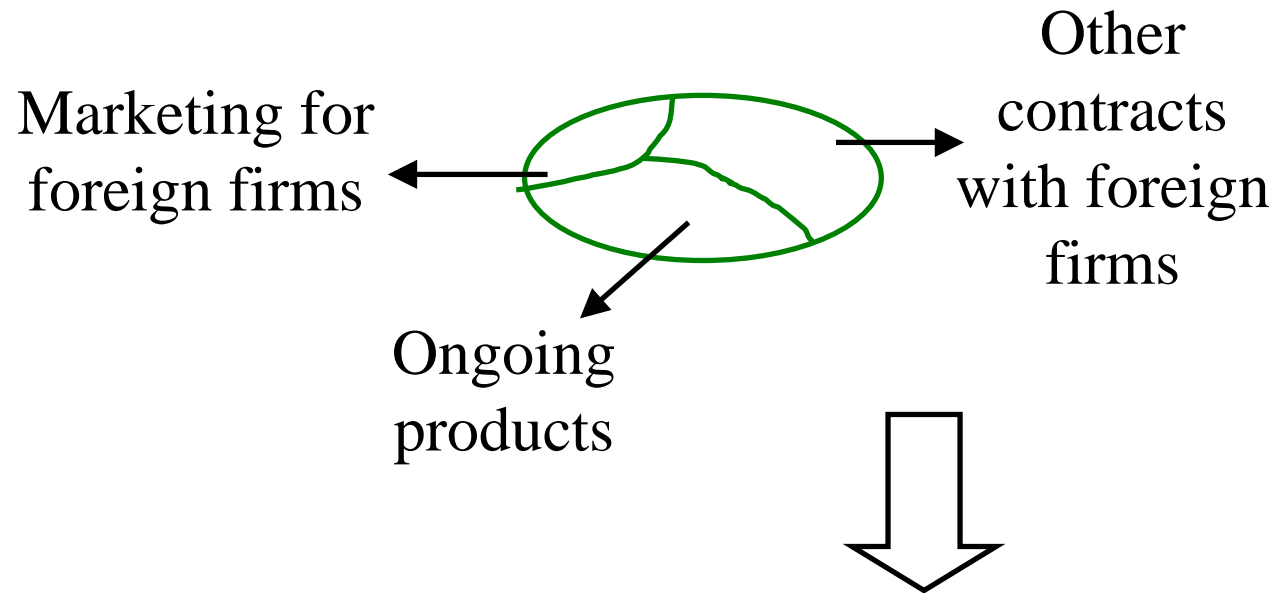 Marketing for
foreign firms
Other
contracts
with foreign
firms
Ongoing
products